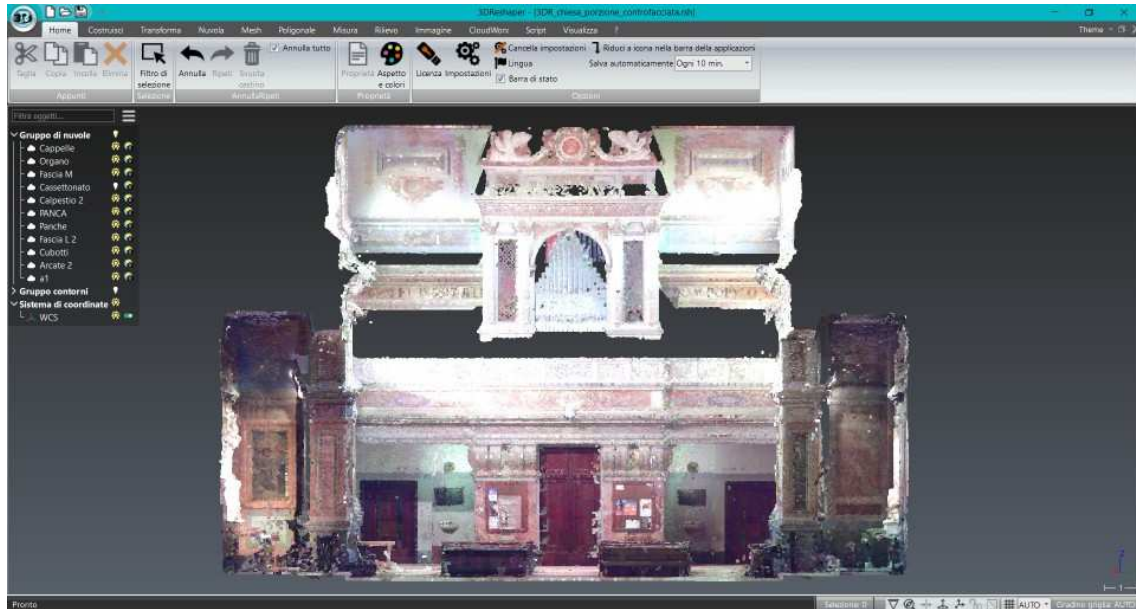 3DReshaper - [3DR_chiesa_porzione_controfacciata.rsh]
Home Costruisci Transforma Nuvola Mesh Poligonale Misura Rilievo Immagine CloudWorx Script Visualizza ? Theme
Taglia Copia Incolla Elimina
Appunti
Filtro di selezione
Selezione
Annulla Ripeti Svuota cestino
Annulla tutto
Annulla/Ripeti
Proprietà Aspetto e colori
Proprietà
Licenza Impostazioni
Cancella impostazioni
Lingua
Barra di stato
Riduci a icona nella barra della applicazioni
Salva automaticamente Ogni 10 min.
Opzioni
Filtra oggetti...
Gruppo di nuvole
Cappelle
Organo
Fascia M
Cassettonato
Calpestio 2
PANCA
Panche
Fascia L 2
Cubotti
Arcate 2
a1
Gruppo contorni
Sistema di coordinate
WCS
1
Pronto
Selezione 0
AUTO
Gradino griglia AUTO